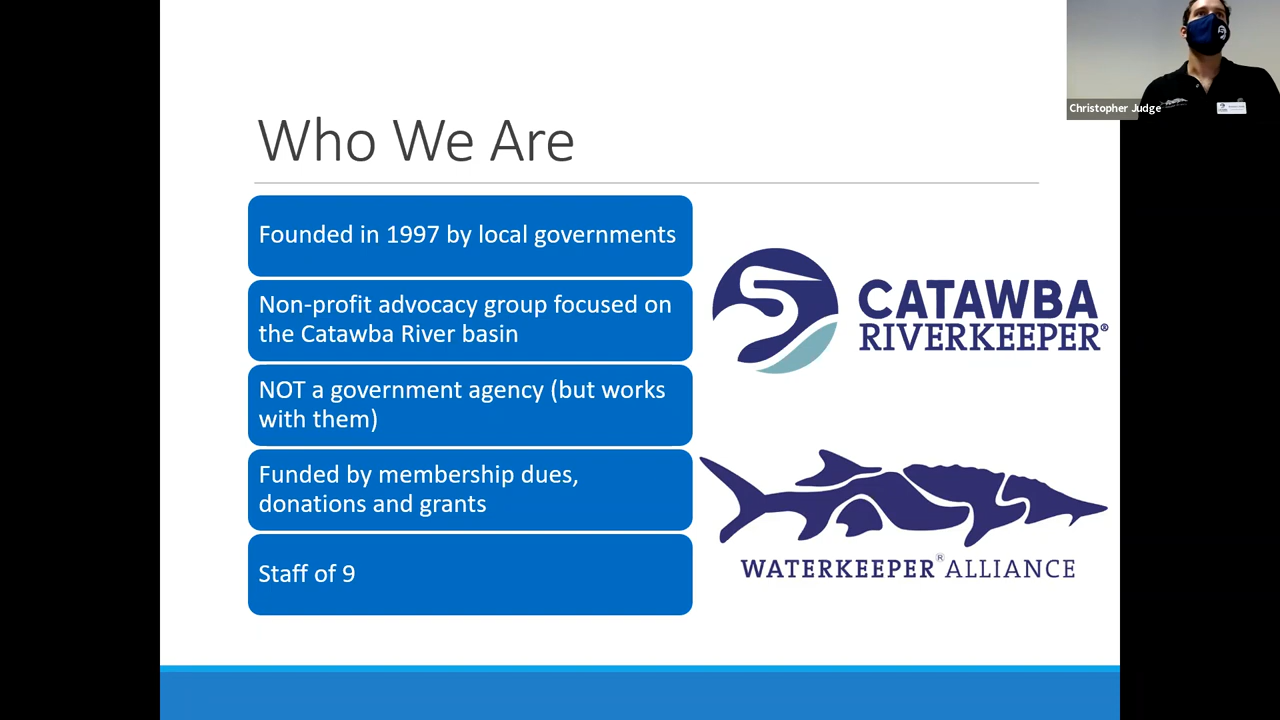 Christopher Judge
Who We Are
Founded in 1997 by local governments
Non-profit advocacy group focused on
the Catawba River basin
NOT a government agency (but works
with them)
Funded by membership dues,
donations and grants
Staff of 9
CATAWBA
RIVERKEEPER®
WATERKEEPER® ALLIANCE